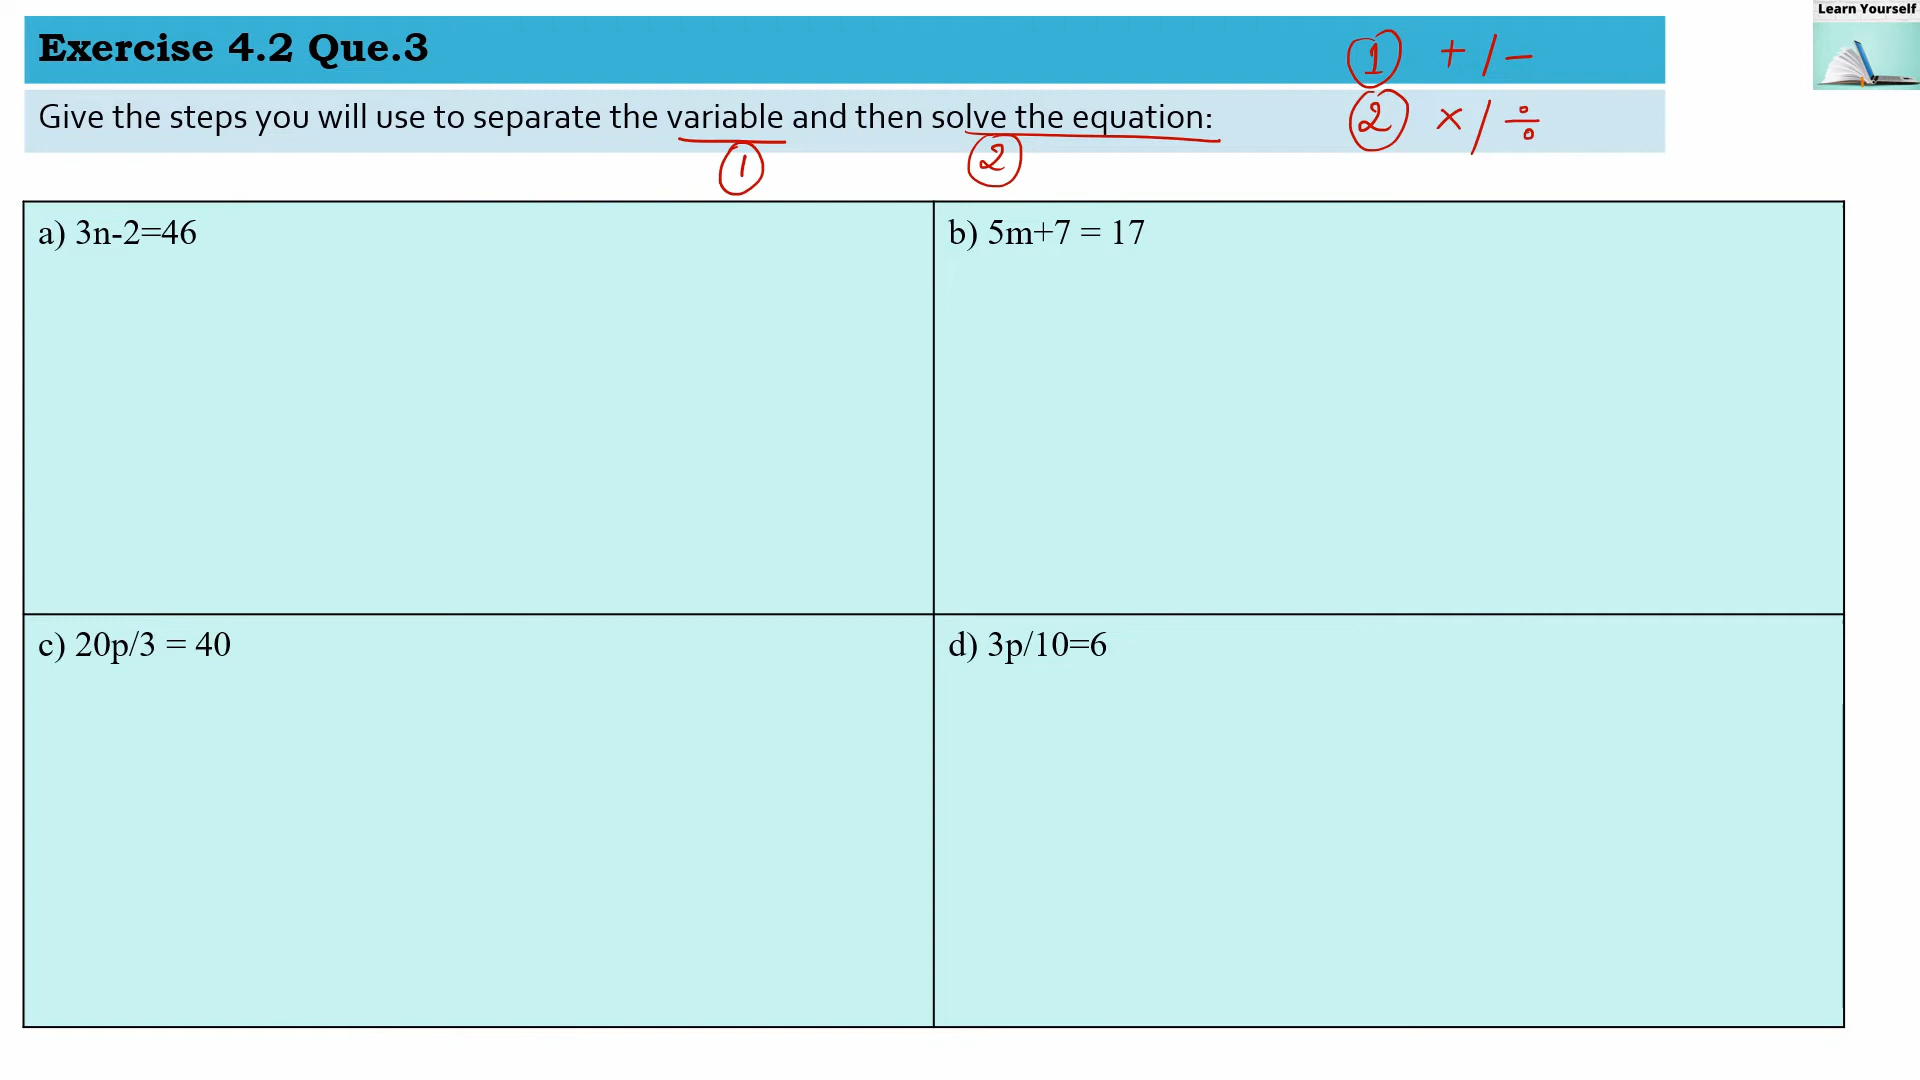 Learn Yourself
Exercise 4.2 Que.3
① + / −
Give the steps you will use to separate the variable and then solve the equation:
② × / ÷
① ②
a) 3n-2=46
b) 5m+7 = 17
c) 20p/3 = 40
d) 3p/10=6